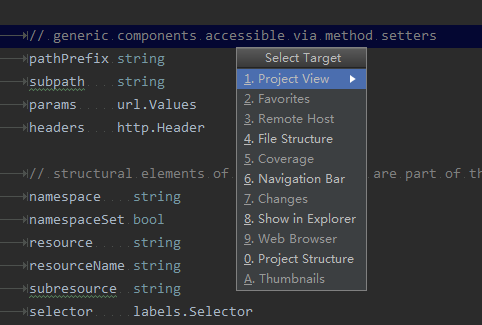 // generic components accessible via method setters
pathPrefix string
subpath string
params url.Values
headers http.Header
// structural elements of are part of th
namespace string
namespaceSet bool
resource string
resourceName string
subresource string
selector labels.Selector
Select Target
1. Project View
2. Favorites
3. Remote Host
4. File Structure
5. Coverage
6. Navigation Bar
7. Changes
8. Show in Explorer
9. Web Browser
0. Project Structure
A. Thumbnails